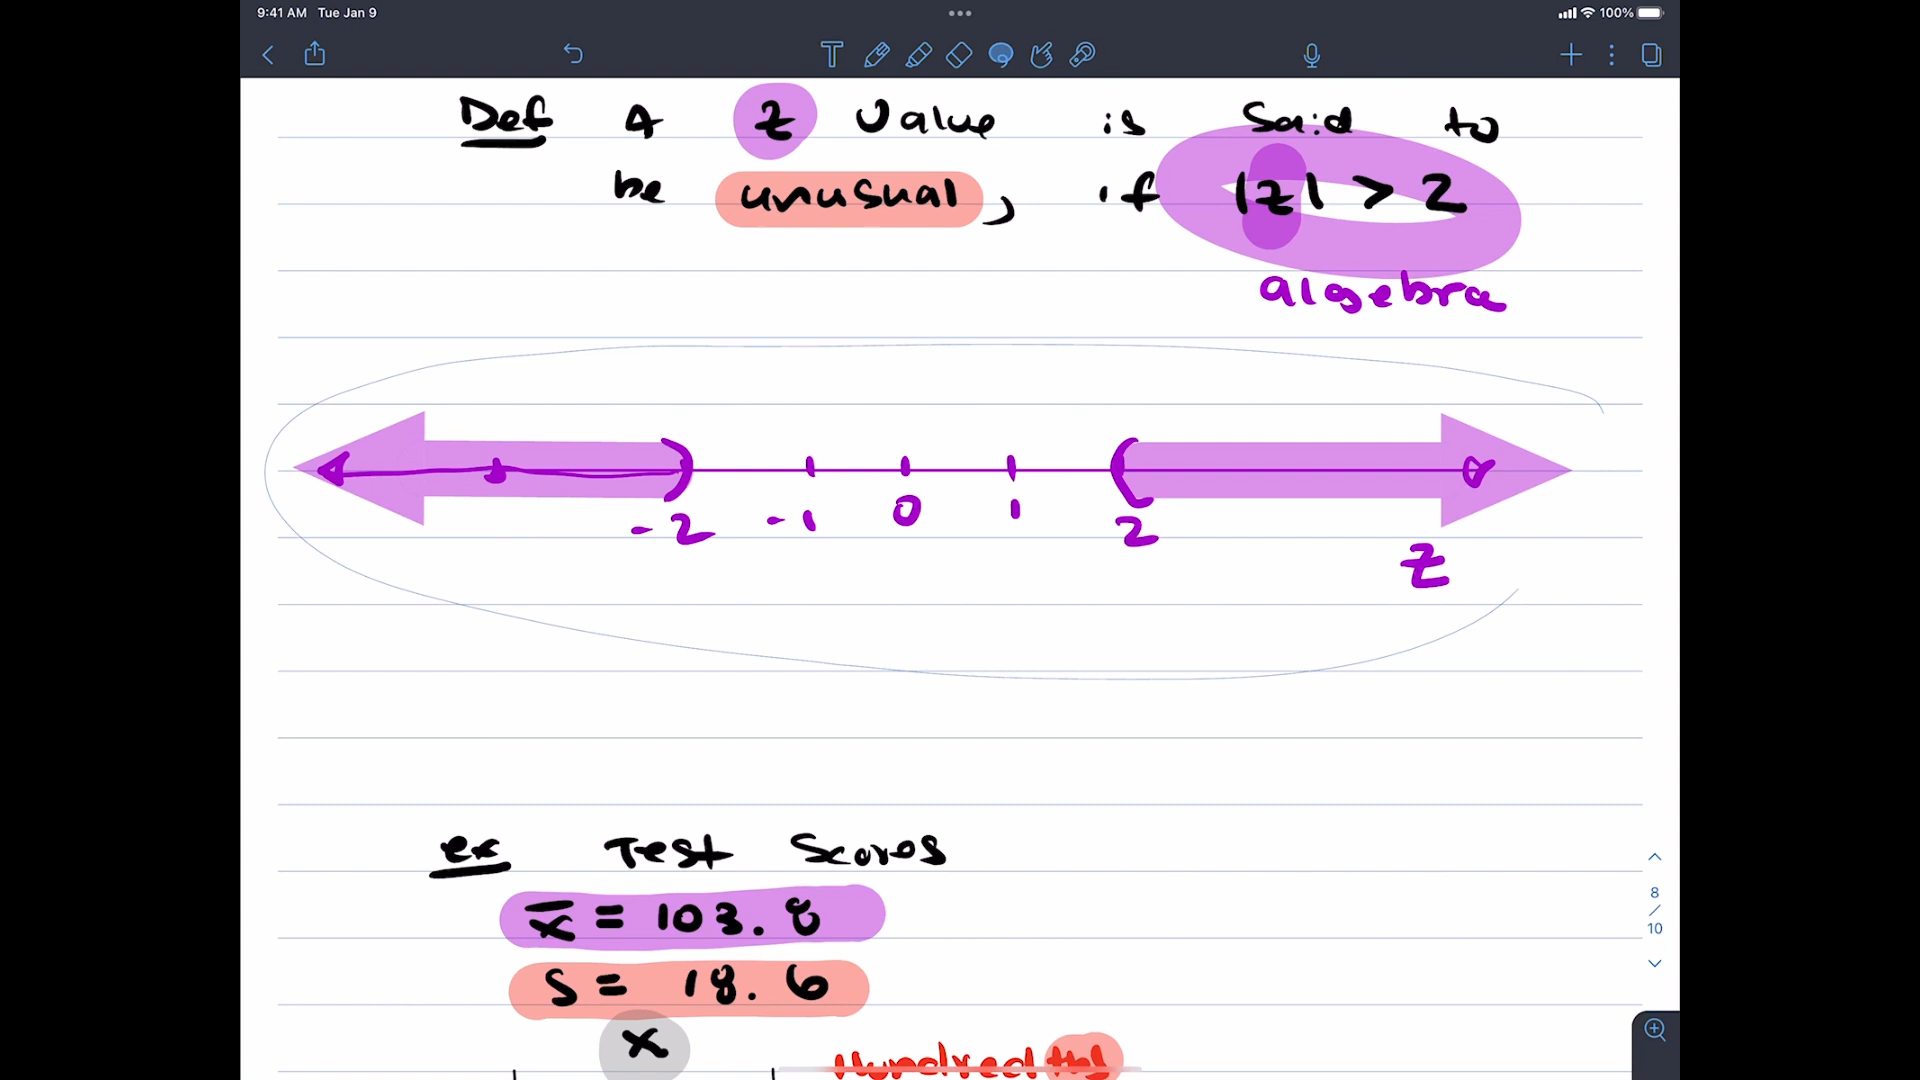 9:41 AM Tue Jan 9
100%
Def A z value is said to
be unusual, if |z| > 2
algebra
-2 -1 0 1 2
z
ex Test Scores
x̄ = 103.8
s = 18.6
x
Hundredths
8
/
10